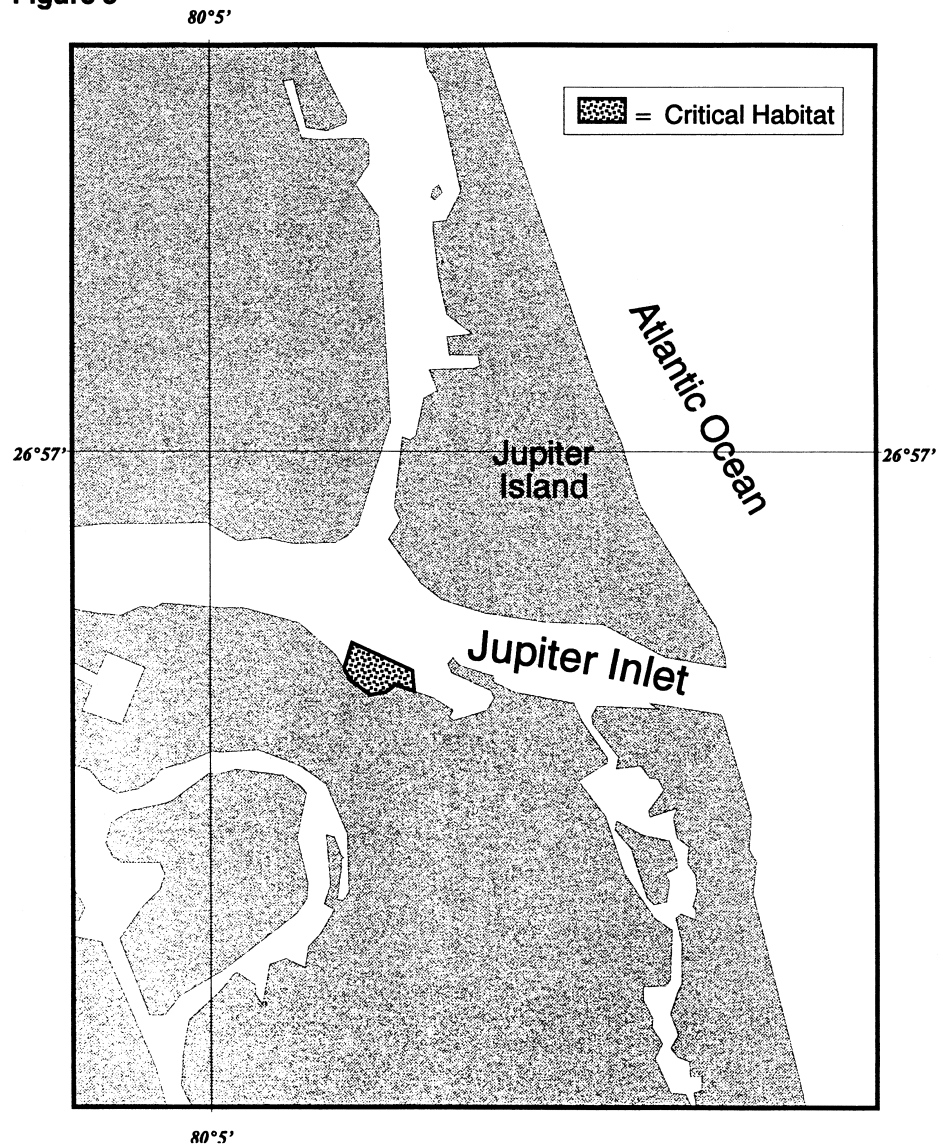 80°5’
= Critical Habitat
Atlantic Ocean
26°57’
26°57’
Jupiter
Island
Jupiter Inlet
80°5’